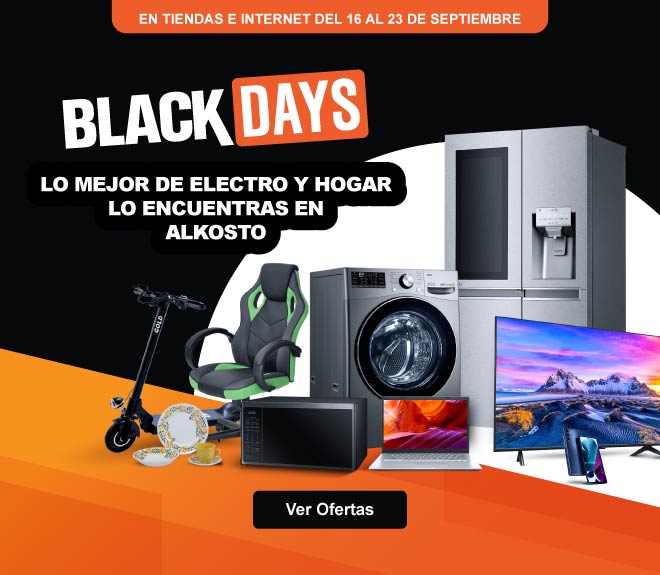 EN TIENDAS E INTERNET DEL 16 AL 23 DE SEPTIEMBRE
BLACK DAYS
LO MEJOR DE ELECTRO Y HOGAR
LO ENCUENTRAS EN
ALKOSTO
GOLD
Ver Ofertas